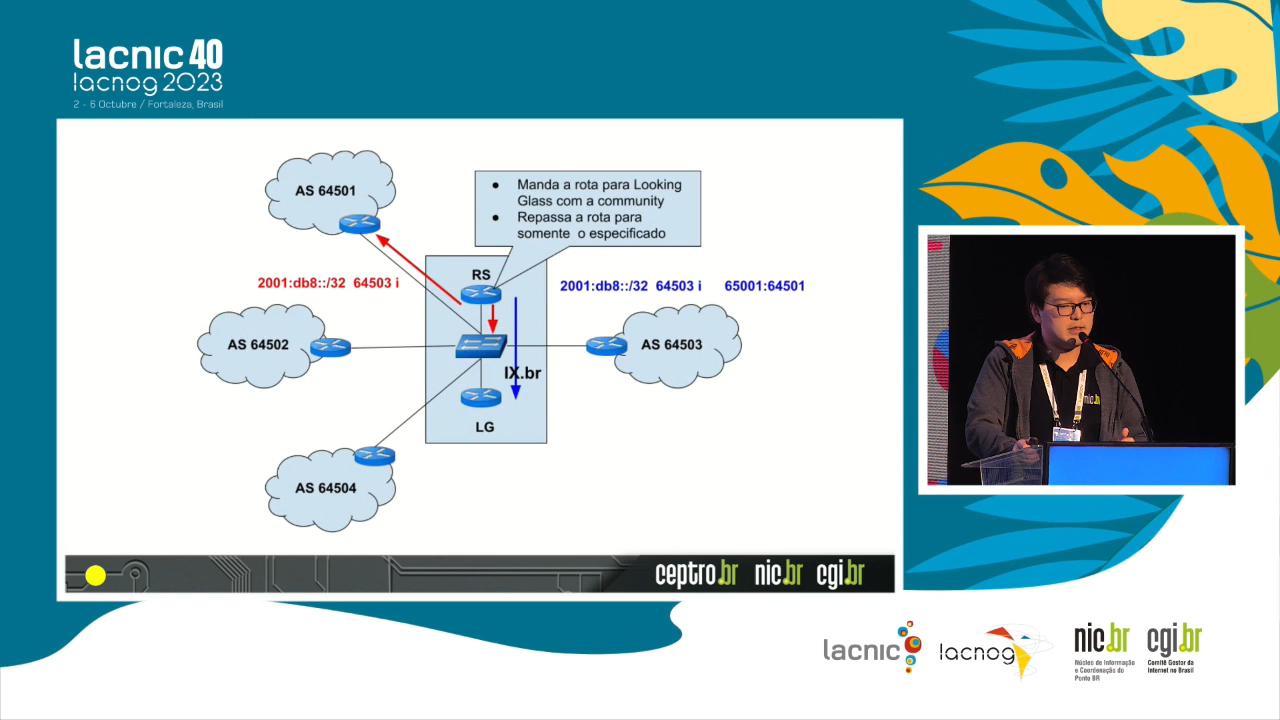 lacnic 40
lacnog 2023
2 - 6 Octubre / Fortaleza, Brasil
AS 64501
• Manda a rota para Looking
Glass com a community
• Repassa a rota para
somente o especificado
RS
2001:db8::/32 64503 i
2001:db8::/32 64503 i 65001:64501
AS 64502
AS 64503
IX.br
LG
AS 64504
ceptro.br nic.br cgi.br
nic.br
lacnic
lacnog
nic.br
Núcleo de Informação
e Coordenação do
Ponto BR
cgi.br
Comitê Gestor da
Internet no Brasil